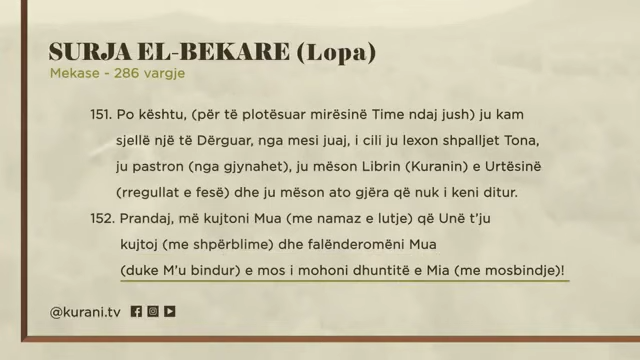 SURJA EL-BEKARE (Lopa)
Mekase - 286 vargje
151. Po kështu, (për të plotësuar mirësinë Time ndaj jush) ju kam
sjellë një të Dërguar, nga mesi juaj, i cili ju lexon shpalljet Tona,
ju pastron (nga gjynahet), ju mëson Librin (Kuranin) e Urtësinë
(rregullat e fesë) dhe ju mëson ato gjëra që nuk i keni ditur.
152. Prandaj, më kujtoni Mua (me namaz e lutje) që Unë t'ju
kujtoj (me shpërblime) dhe falënderomëni Mua
(duke M'u bindur) e mos i mohoni dhuntitë e Mia (me mosbindje)!
@kurani.tv